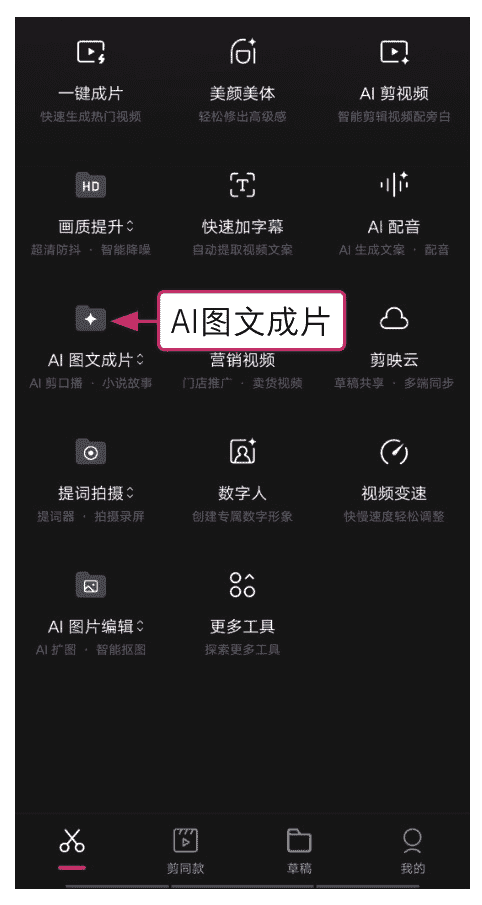 一键成片
美颜美体
AI 剪视频
快速生成热门视频
轻松修出高级感
智能剪辑视频配旁白
HD
T
画质提升
快速加字幕
AI 配音
超清防抖 · 智能降噪
自动提取视频文案
AI 生成文案 · 配音
AI图文成片
AI 图文成片
营销视频
剪映云
AI 剪口播 · 小说故事
门店推广 · 卖货视频
草稿共享 · 多端同步
提词拍摄
数字人
视频变速
提词器 · 拍摄录屏
创建专属数字形象
快慢速度轻松调整
AI 图片编辑
更多工具
AI 扩图 · 智能抠图
探索更多工具
剪同款
草稿
我的